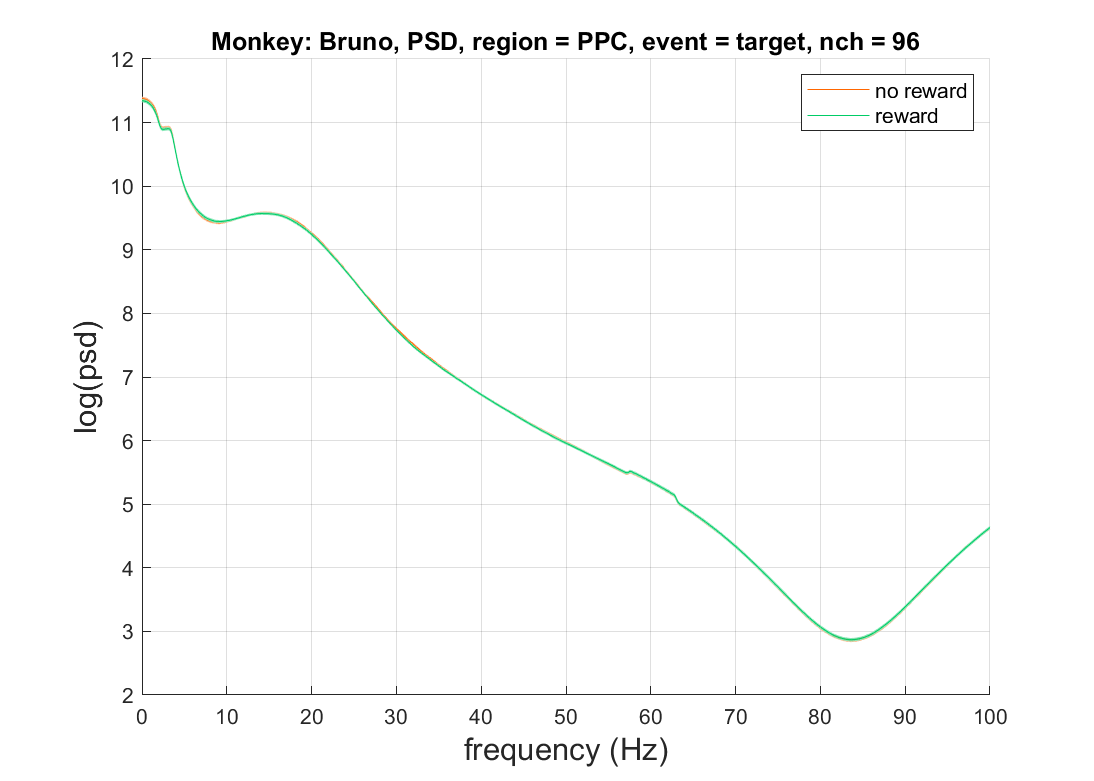 Monkey: Bruno, PSD, region = PPC, event = target, nch = 96
no reward
reward
12
11
10
9
8
7
6
5
4
3
2
log(psd)
0 10 20 30 40 50 60 70 80 90 100
frequency (Hz)